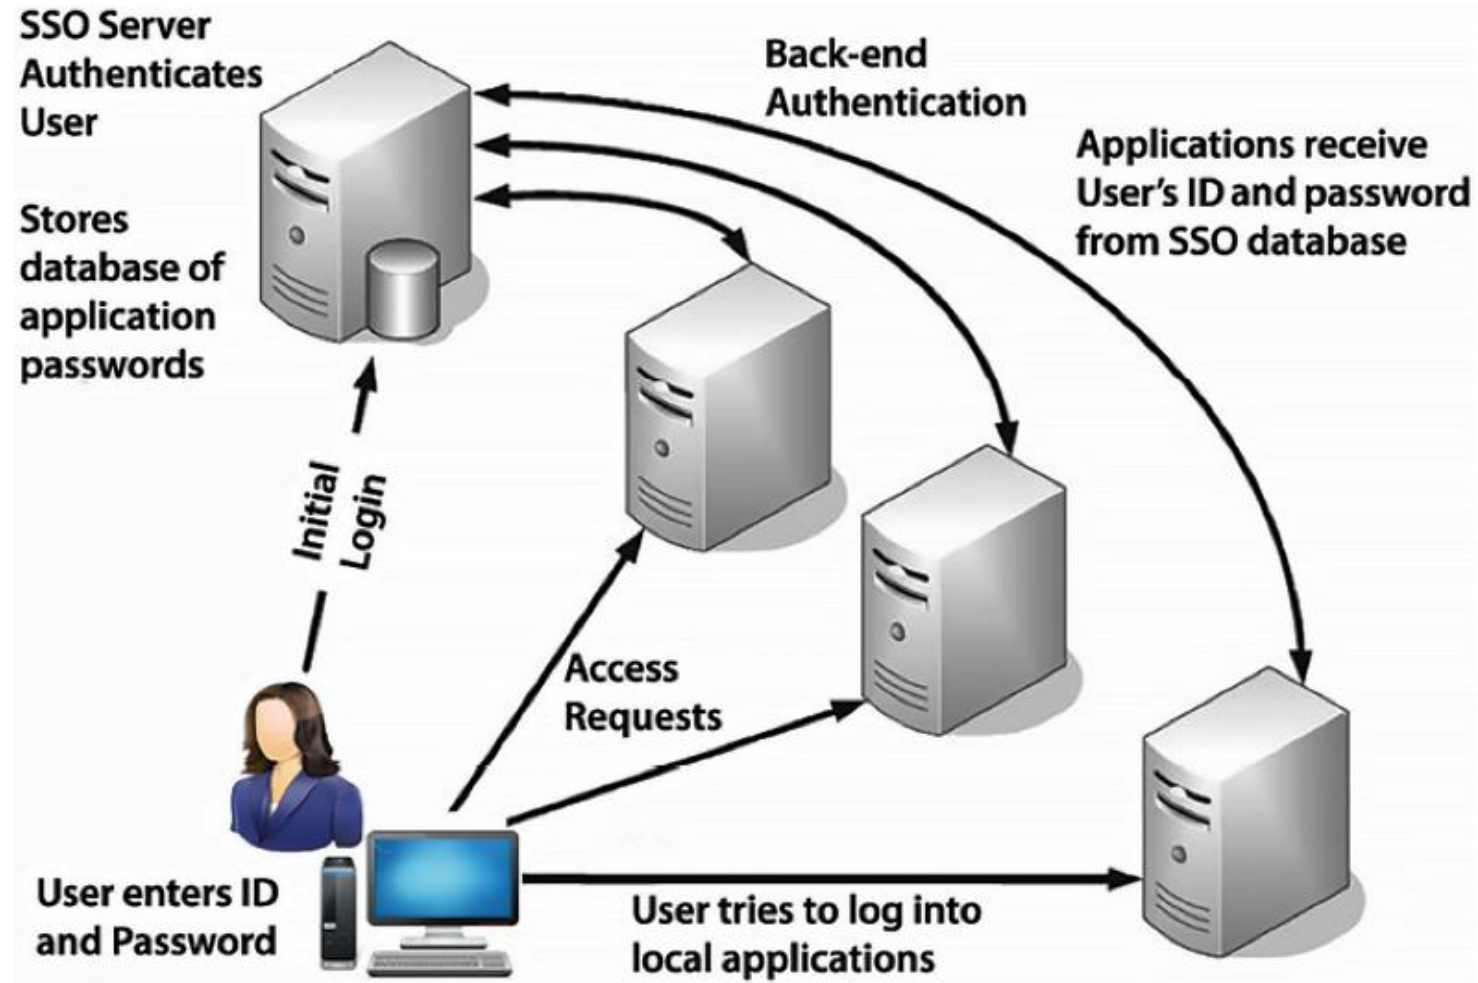 SSO Server
Authenticates
User
Stores
database of
application
passwords
Back-end
Authentication
Applications receive
User's ID and password
from SSO database
Initial
Login
Access
Requests
User enters ID
and Password
User tries to log into
local applications